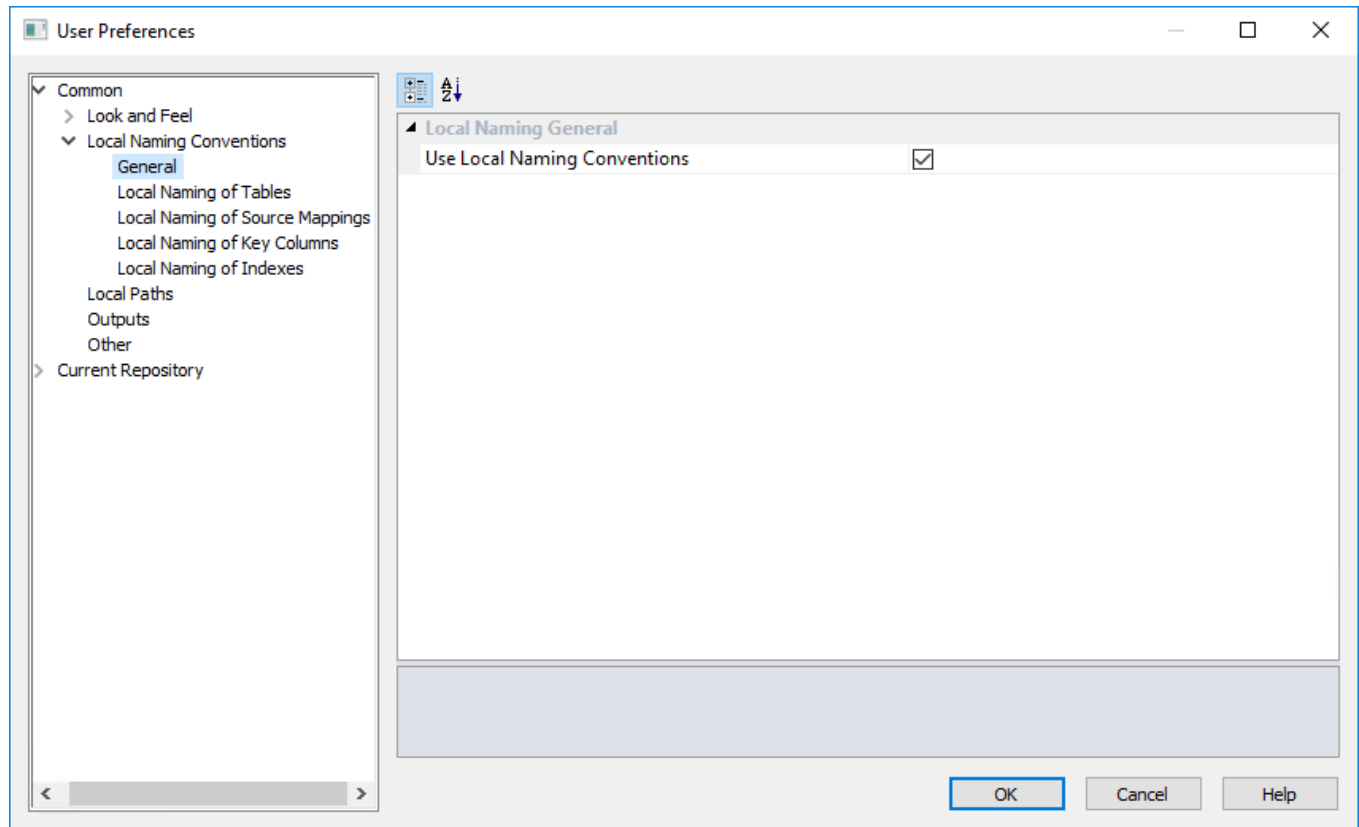 User Preferences
Common
Look and Feel
Local Naming Conventions
General
Local Naming of Tables
Local Naming of Source Mappings
Local Naming of Key Columns
Local Naming of Indexes
Local Paths
Outputs
Other
Current Repository
A
Z
Local Naming General
Use Local Naming Conventions
OK Cancel Help